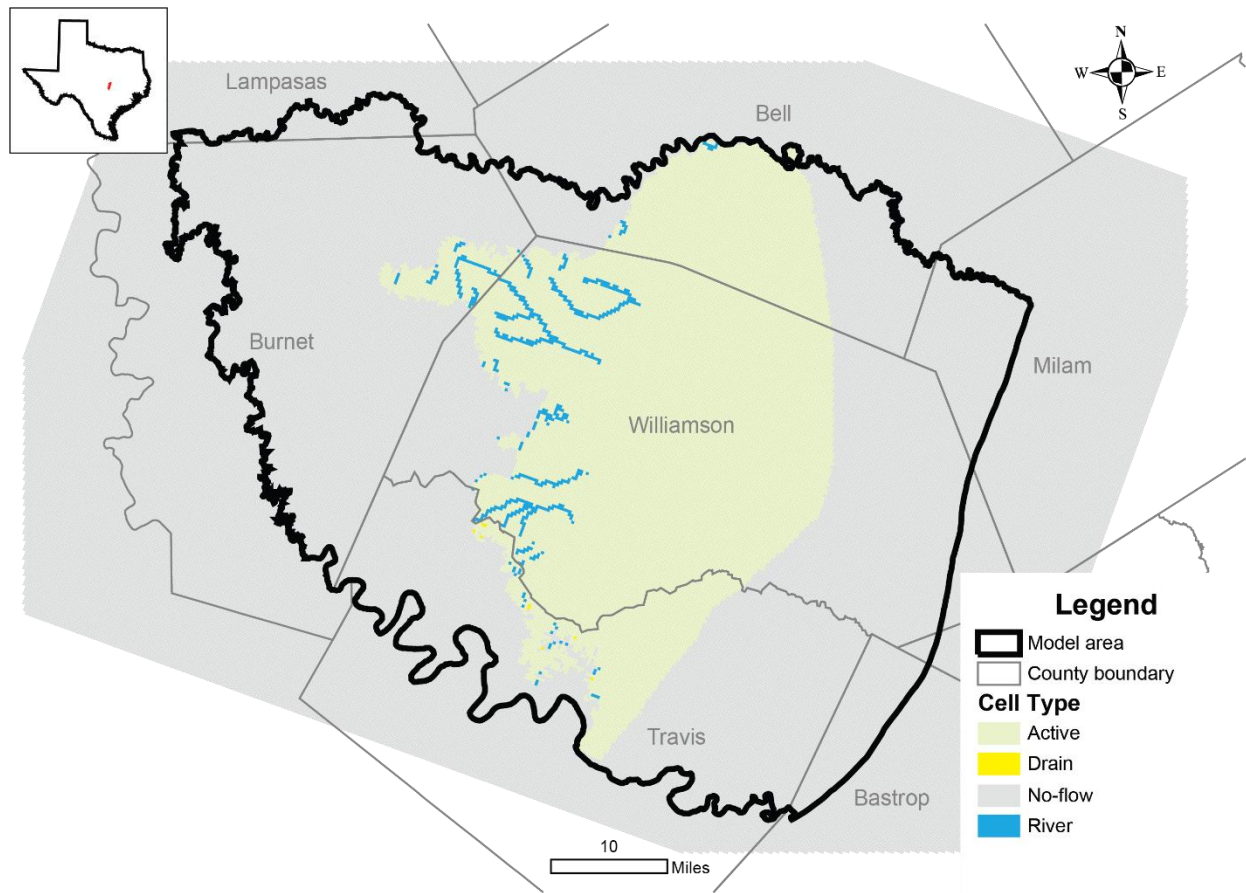 N
W E
S
Lampasas
Bell
Burnet
Milam
Williamson
Travis
Bastrop
10
Miles
Legend
Model area
County boundary
Cell Type
Active
Drain
No-flow
River